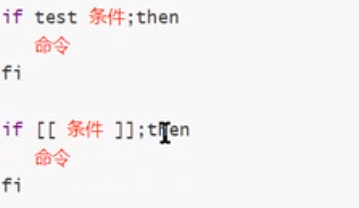 if test 条件;then
命令
fi
if [[ 条件 ]];then
命令
fi